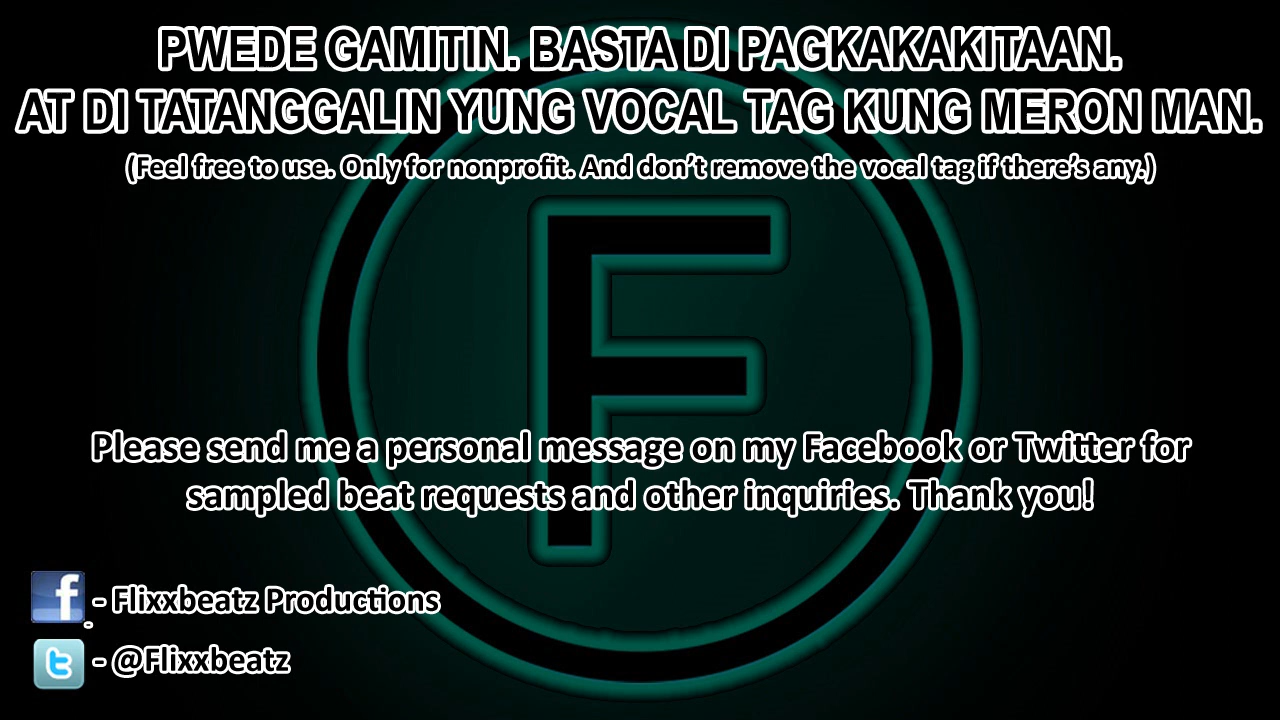 PWEDE GAMITIN. BASTA DI PAGKAKAKITAAN.
AT DI TATANGGALIN YUNG VOCAL TAG KUNG MERON MAN.
(Feel free to use. Only for nonprofit. And don't remove the vocal tag if there's any.)
F
Please send me a personal message on my Facebook or Twitter for
sampled beat requests and other inquiries. Thank you!
f - Flixxbeatz Productions
-
t - @Flixxbeatz